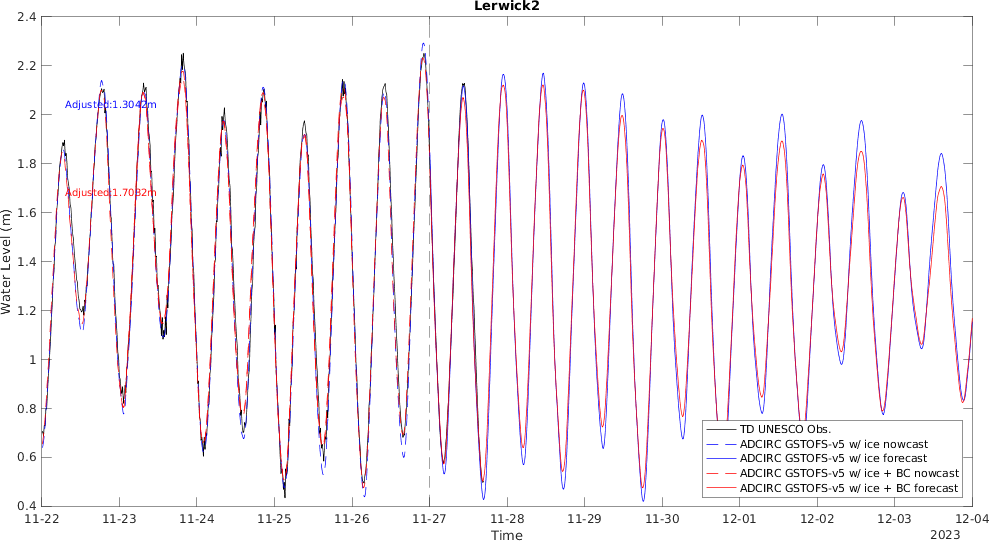 Lerwick2
2.4
2.2
2
1.8
1.6
1.4
1.2
1
0.8
0.6
0.4
Water Level (m)
Adjusted:1.3042m
Adjusted:1.7082m
TD UNESCO Obs.
ADCIRC GSTOFS-v5 w/ ice nowcast
ADCIRC GSTOFS-v5 w/ ice forecast
ADCIRC GSTOFS-v5 w/ ice + BC nowcast
ADCIRC GSTOFS-v5 w/ ice + BC forecast
11-22 11-23 11-24 11-25 11-26 11-27 11-28 11-29 11-30 12-01 12-02 12-03 12-04
Time
2023